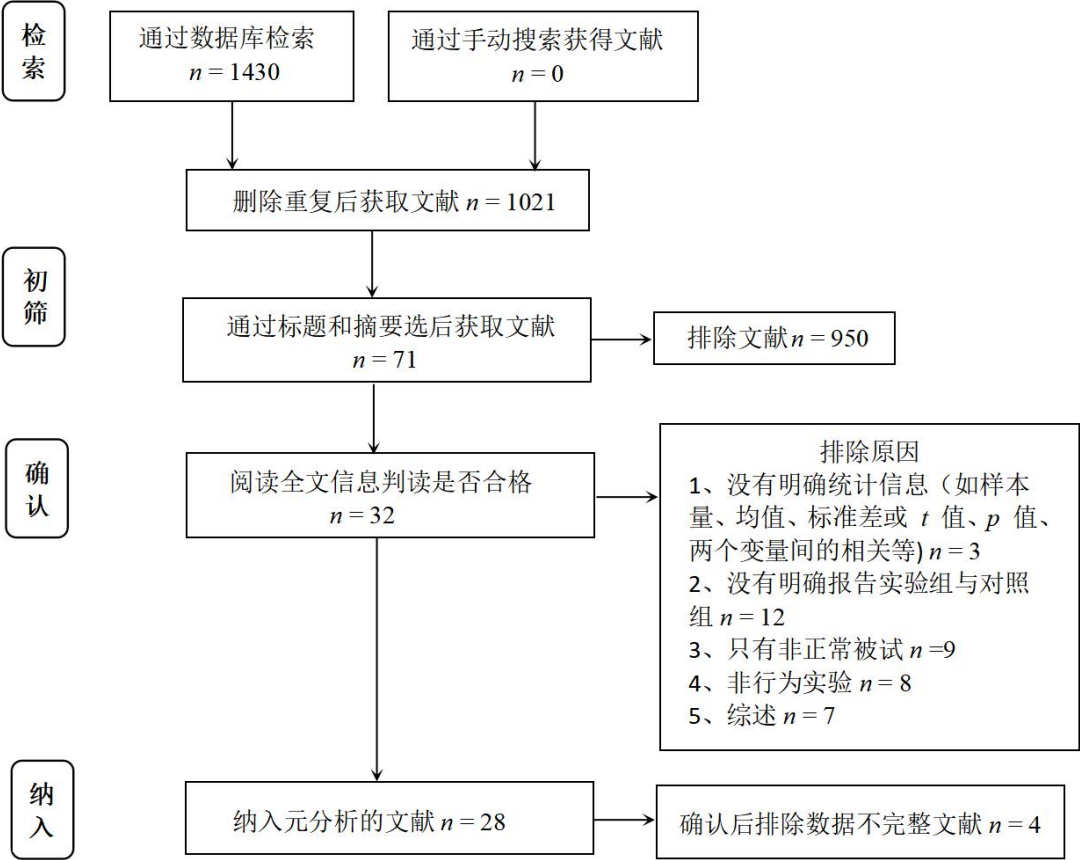 检索
通过数据库检索
n = 1430
通过手动搜索获得文献
n = 0
删除重复后获取文献 n = 1021
初筛
通过标题和摘要选后获取文献
n = 71
排除文献 n = 950
确认
阅读全文信息判读是否合格
n = 32
排除原因
1、没有明确统计信息（如样本
量、均值、标准差或 t 值、p 值、
两个变量间的相关等) n = 3
2、没有明确报告实验组与对照
组 n = 12
3、只有非正常被试 n =9
4、非行为实验 n = 8
5、综述 n = 7
纳入
纳入元分析的文献 n = 28
确认后排除数据不完整文献 n = 4